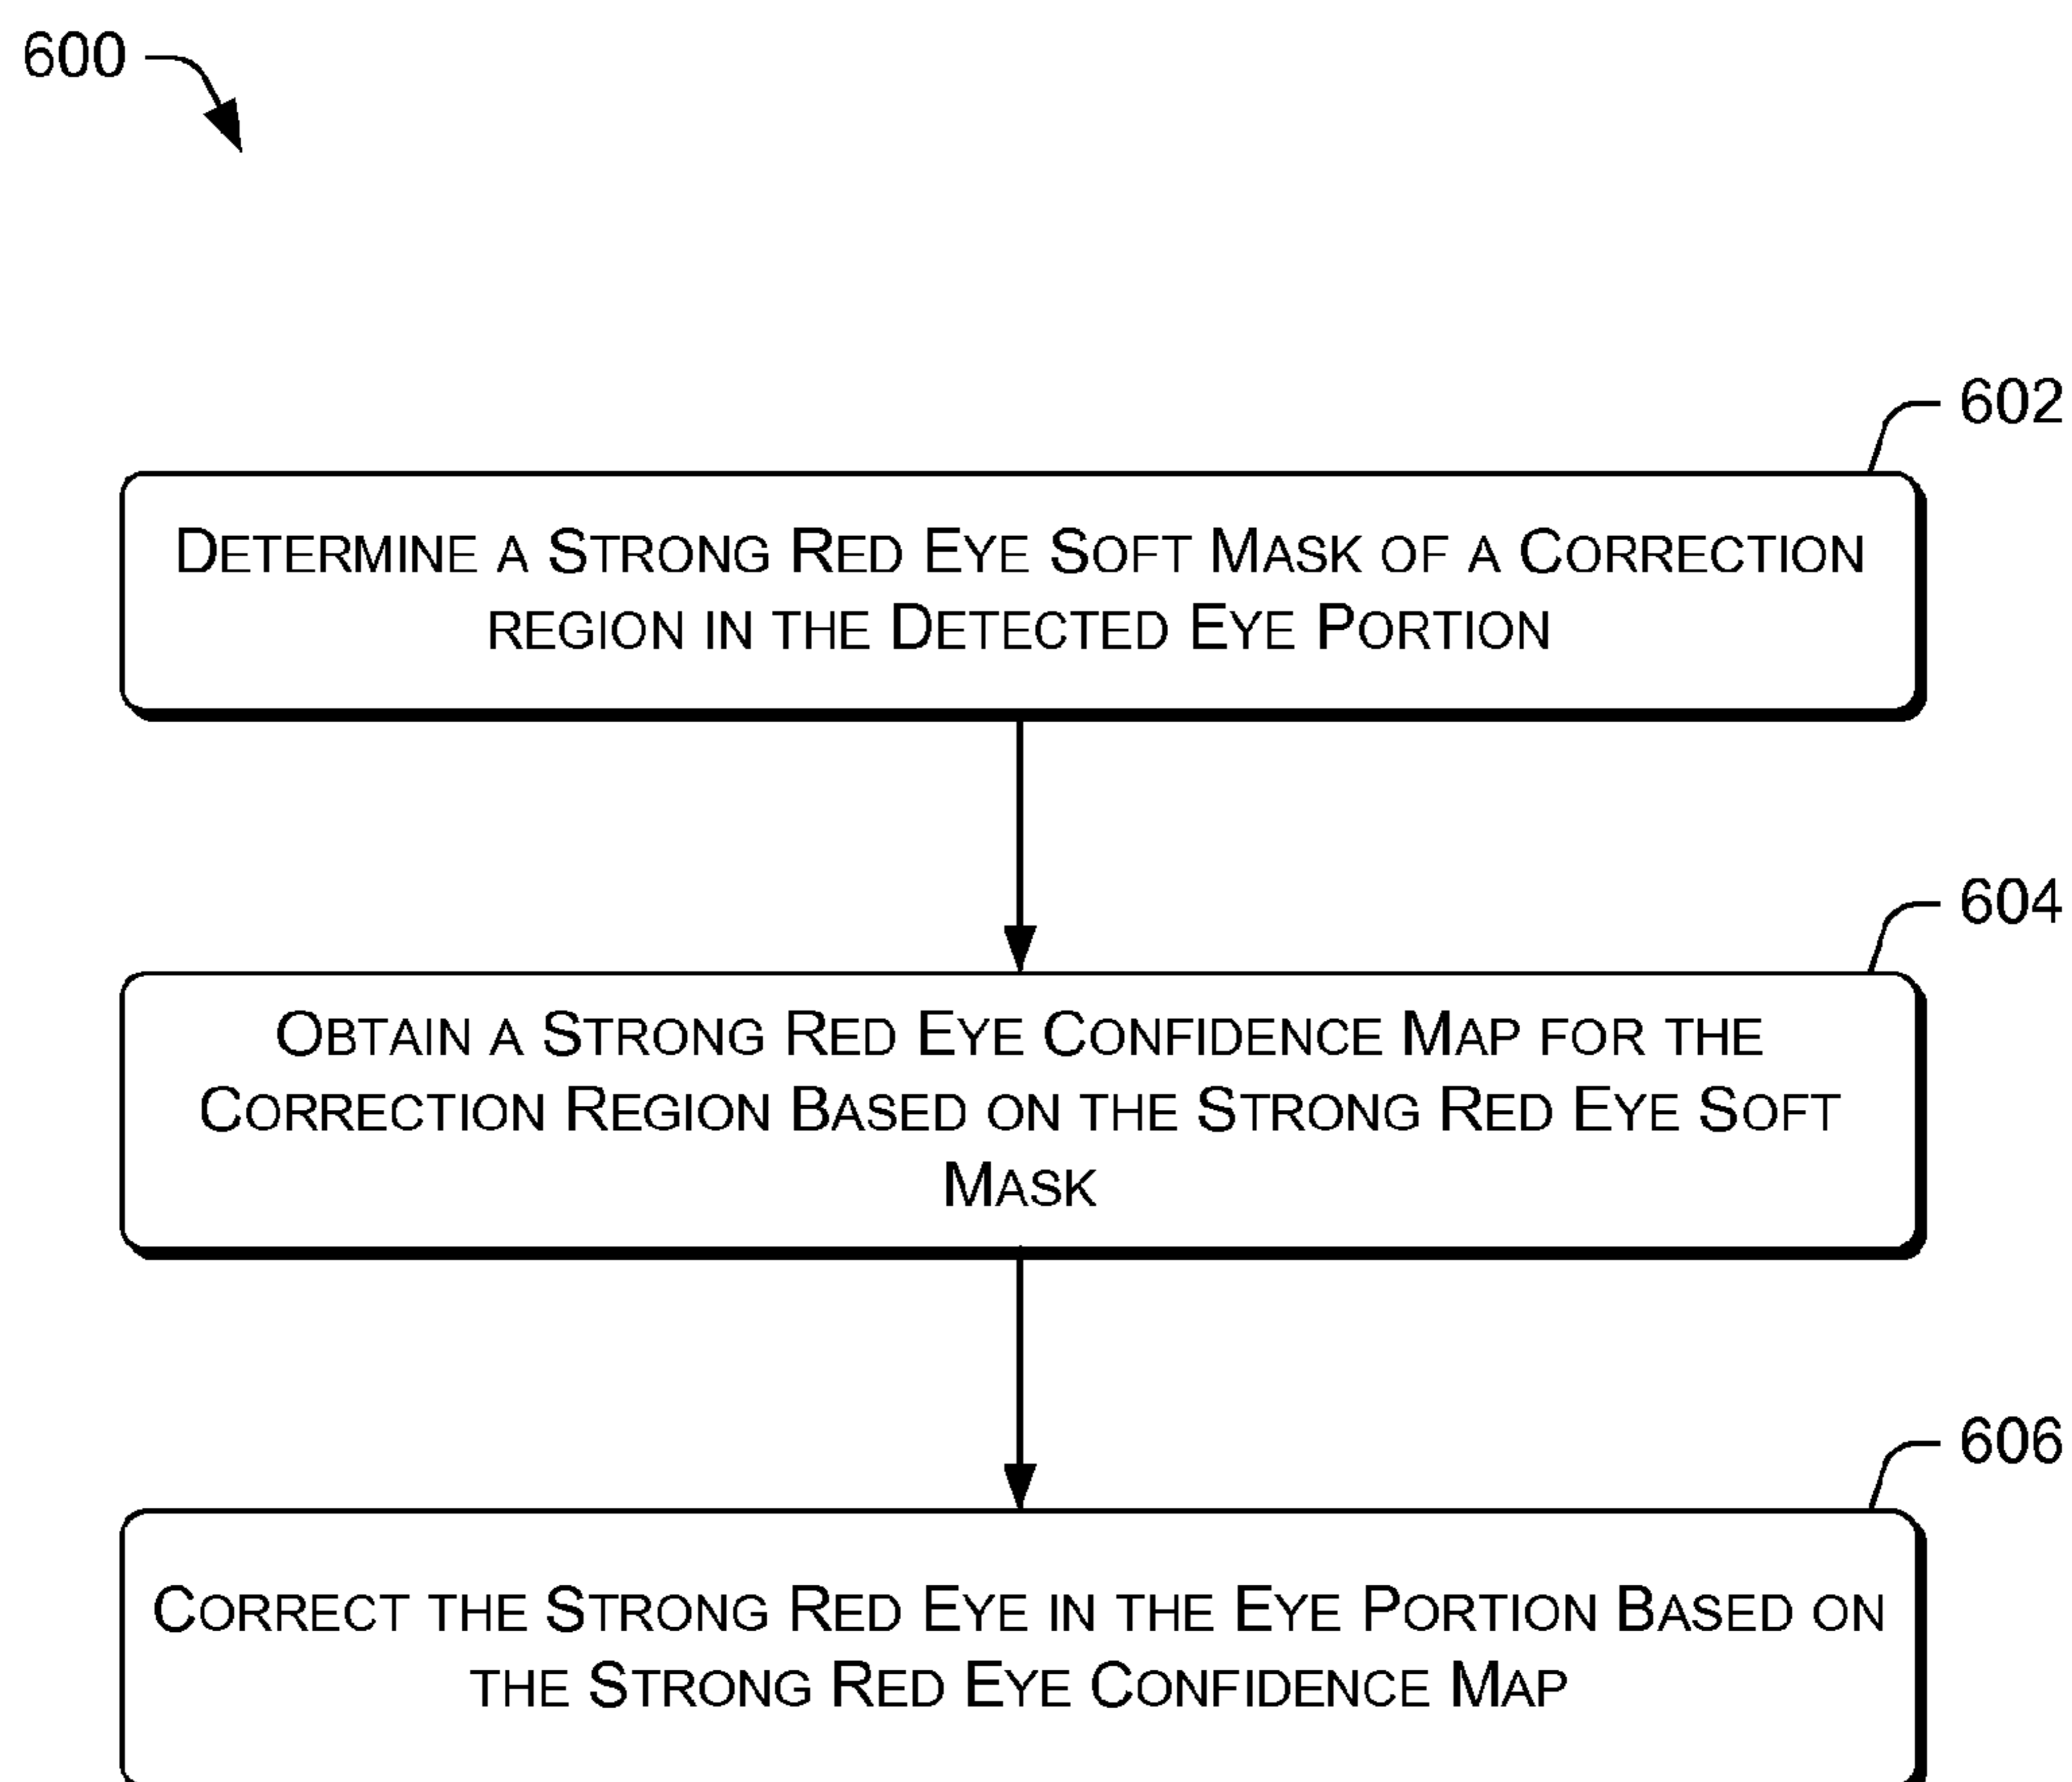 600
602
DETERMINE A STRONG RED EYE SOFT MASK OF A CORRECTION
REGION IN THE DETECTED EYE PORTION
604
OBTAIN A STRONG RED EYE CONFIDENCE MAP FOR THE
CORRECTION REGION BASED ON THE STRONG RED EYE SOFT
MASK
606
CORRECT THE STRONG RED EYE IN THE EYE PORTION BASED ON
THE STRONG RED EYE CONFIDENCE MAP